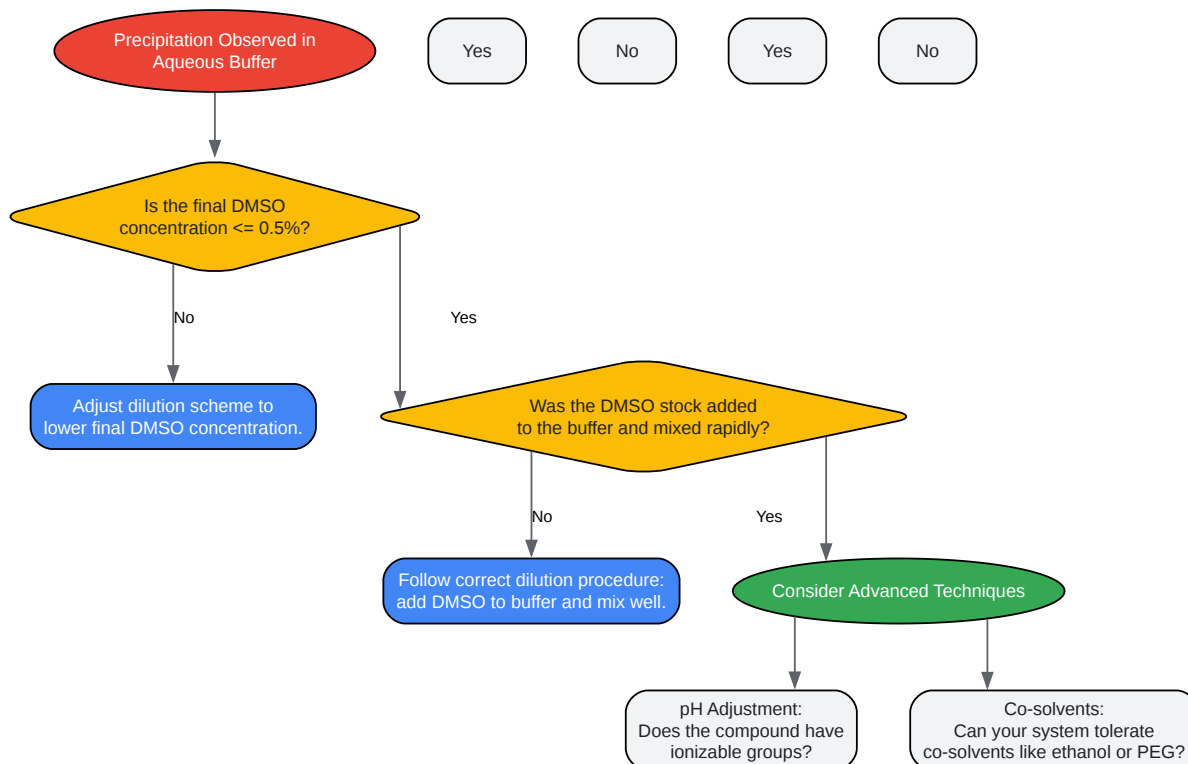 Precipitation Observed in
Aqueous Buffer
Yes
No
Yes
No
Is the final DMSO
concentration <= 0.5%?
No
Yes
Adjust dilution scheme to
lower final DMSO concentration.
Was the DMSO stock added
to the buffer and mixed rapidly?
No
Yes
Follow correct dilution procedure:
add DMSO to buffer and mix well.
Consider Advanced Techniques
pH Adjustment:
Does the compound have
ionizable groups?
Co-solvents:
Can your system tolerate
co-solvents like ethanol or PEG?